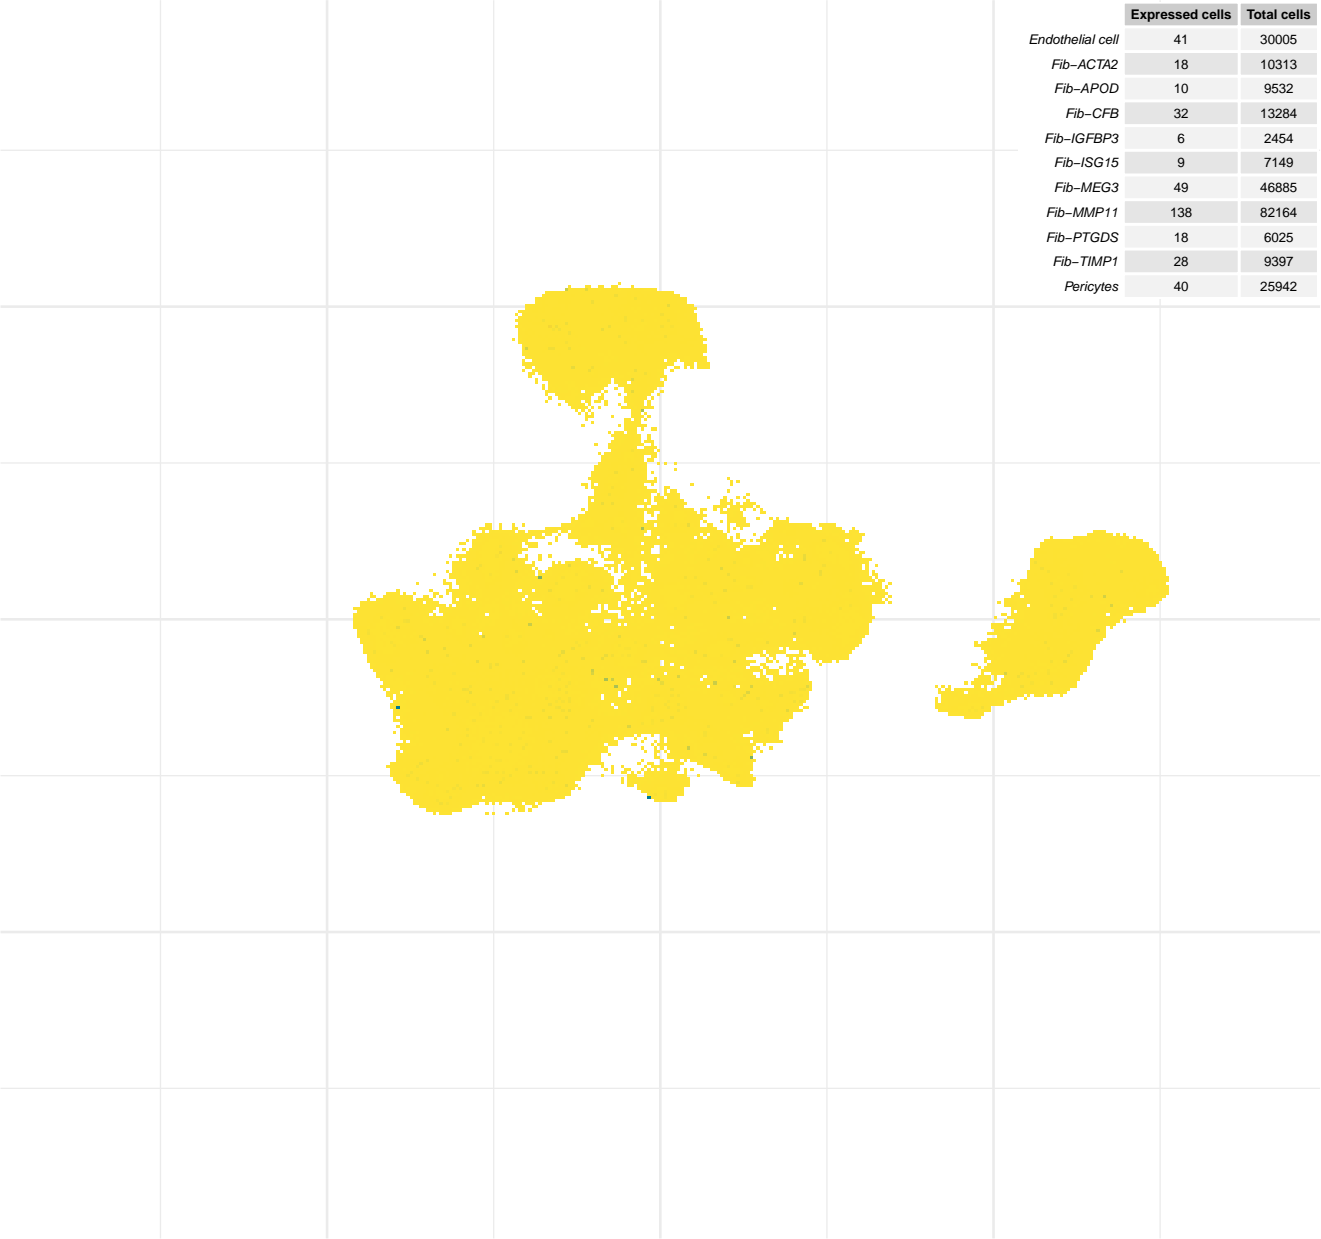 Expressed cells Total cells
Endothelial cell 41 30005
Fib−ACTA2 18 10313
Fib−APOD 10 9532
Fib−CFB 32 13284
Fib−IGFBP3 6 2454
Fib−ISG15 9 7149
Fib−MEG3 49 46885
Fib−MMP11 138 82164
Fib−PTGDS 18 6025
Fib−TIMP1 28 9397
Pericytes 40 25942